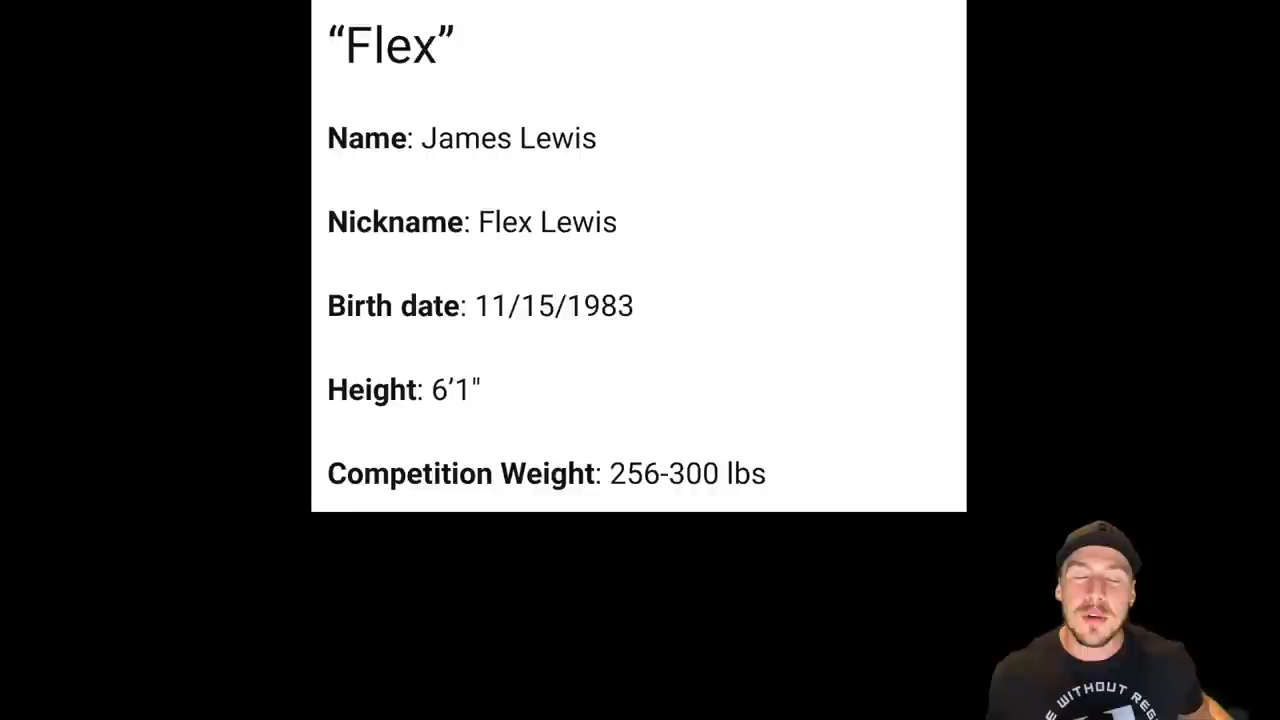 “Flex”
Name: James Lewis
Nickname: Flex Lewis
Birth date: 11/15/1983
Height: 6’1"
Competition Weight: 256-300 lbs
WITHOUT